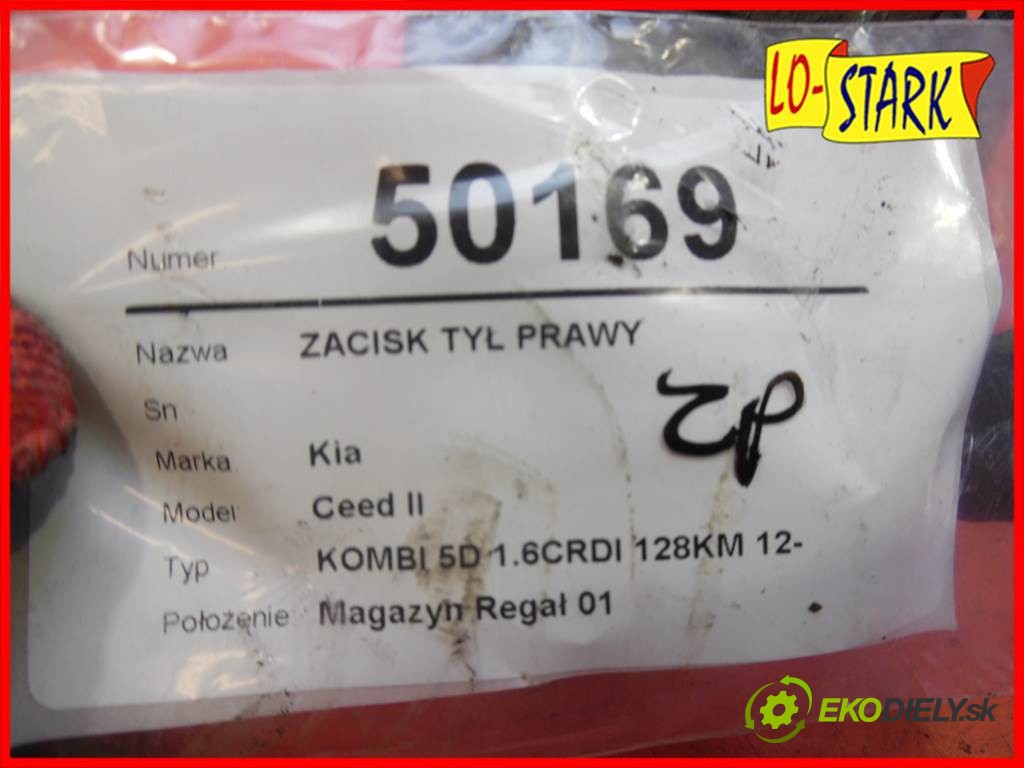 LO-STARK
Numer 50169
Nazwa ZACISK TYŁ PRAWY
Sn
ZP
Marka Kia
Model Ceed II
Typ KOMBI 5D 1.6CRDI 128KM 12-
Położenie Magazyn Regał 01
EKODIELY.sk